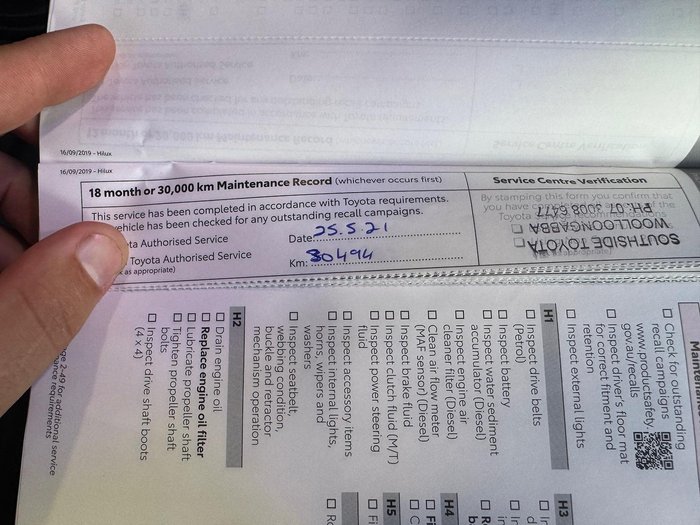 16/09/2019 - Hilux
16/09/2019 - Hilux
18 month or 30,000 km Maintenance Record (whichever occurs first)
This service has been completed in accordance with Toyota requirements.
vehicle has been checked for any outstanding recall campaigns.
Toyota Authorised Service
Date: 25.5.21
Km: 30494
as appropriate)
Service Centre Verification
By stamping this form you confirm that
you have
SOUTHSIDE TOYOTA
WOOLLOONGABBA
PH: 07 3008 6477
☐ Check for outstanding
recall campaigns
www.productsafety.
gov.au/recalls
☐ Inspect driver's floor mat
for correct fitment and
retention
☐ Inspect external lights
H1
☐ Inspect drive belts
(Petrol)
☐ Inspect battery
☐ Inspect water sediment
accumulator (Diesel)
☐ Inspect engine air
cleaner filter (Diesel)
☐ Clean air flow meter
(MAF sensor) (Diesel)
☐ Inspect brake fluid
☐ Inspect clutch fluid (M/T)
☐ Inspect power steering
fluid
☐ Inspect accessory items
☐ Inspect internal lights,
horns, wipers and
washers
☐ Inspect seatbelt,
webbing condition,
buckle and retractor
mechanism operation
H2
☐ Drain engine oil
☐ Replace engine oil filter
☐ Lubricate propeller shaft
☐ Tighten propeller shaft
bolts
☐ Inspect drive shaft boots
(4 x 4)
2-49 for additional service
requirements
H3
H4
H5